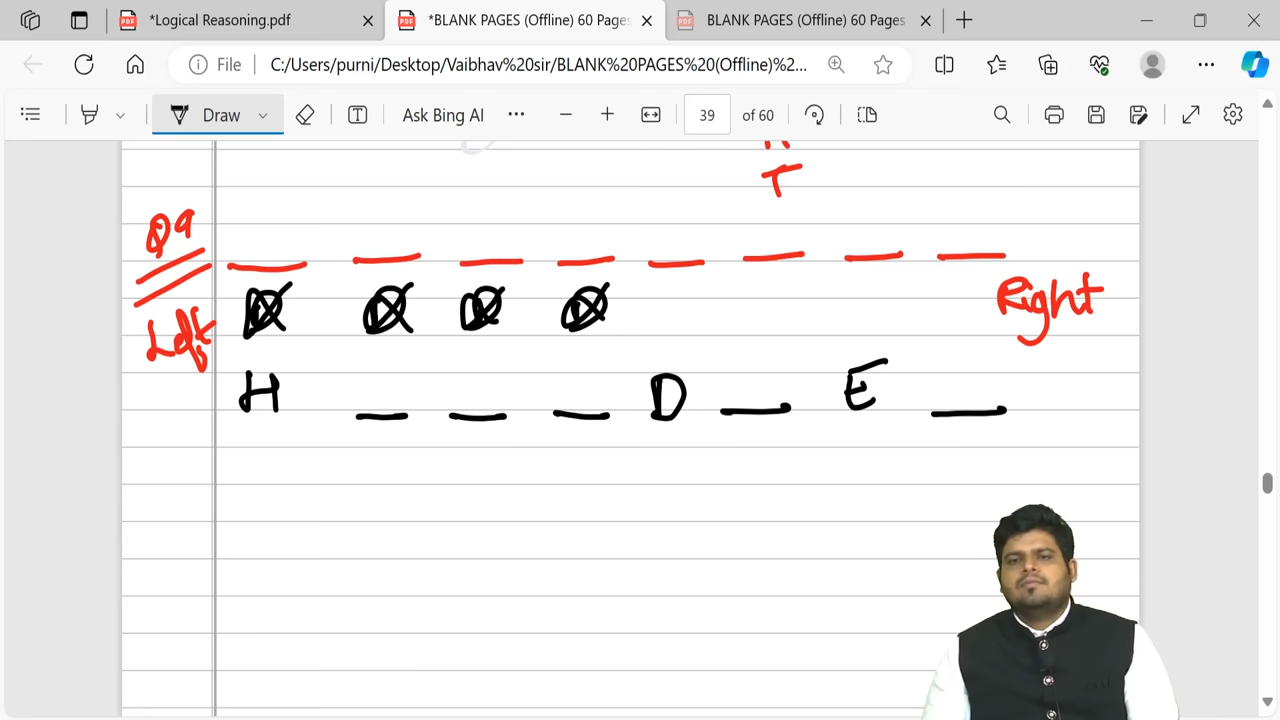 *Logical Reasoning.pdf
*BLANK PAGES (Offline) 60 Pages
BLANK PAGES (Offline) 60 Pages
File
C:/Users/purni/Desktop/Vaibhav%20sir/BLANK%20PAGES%20(Offline)%2...
Draw
Ask Bing AI
39 of 60
T
Q9
Left
Right
H _ _ _ D _ E _